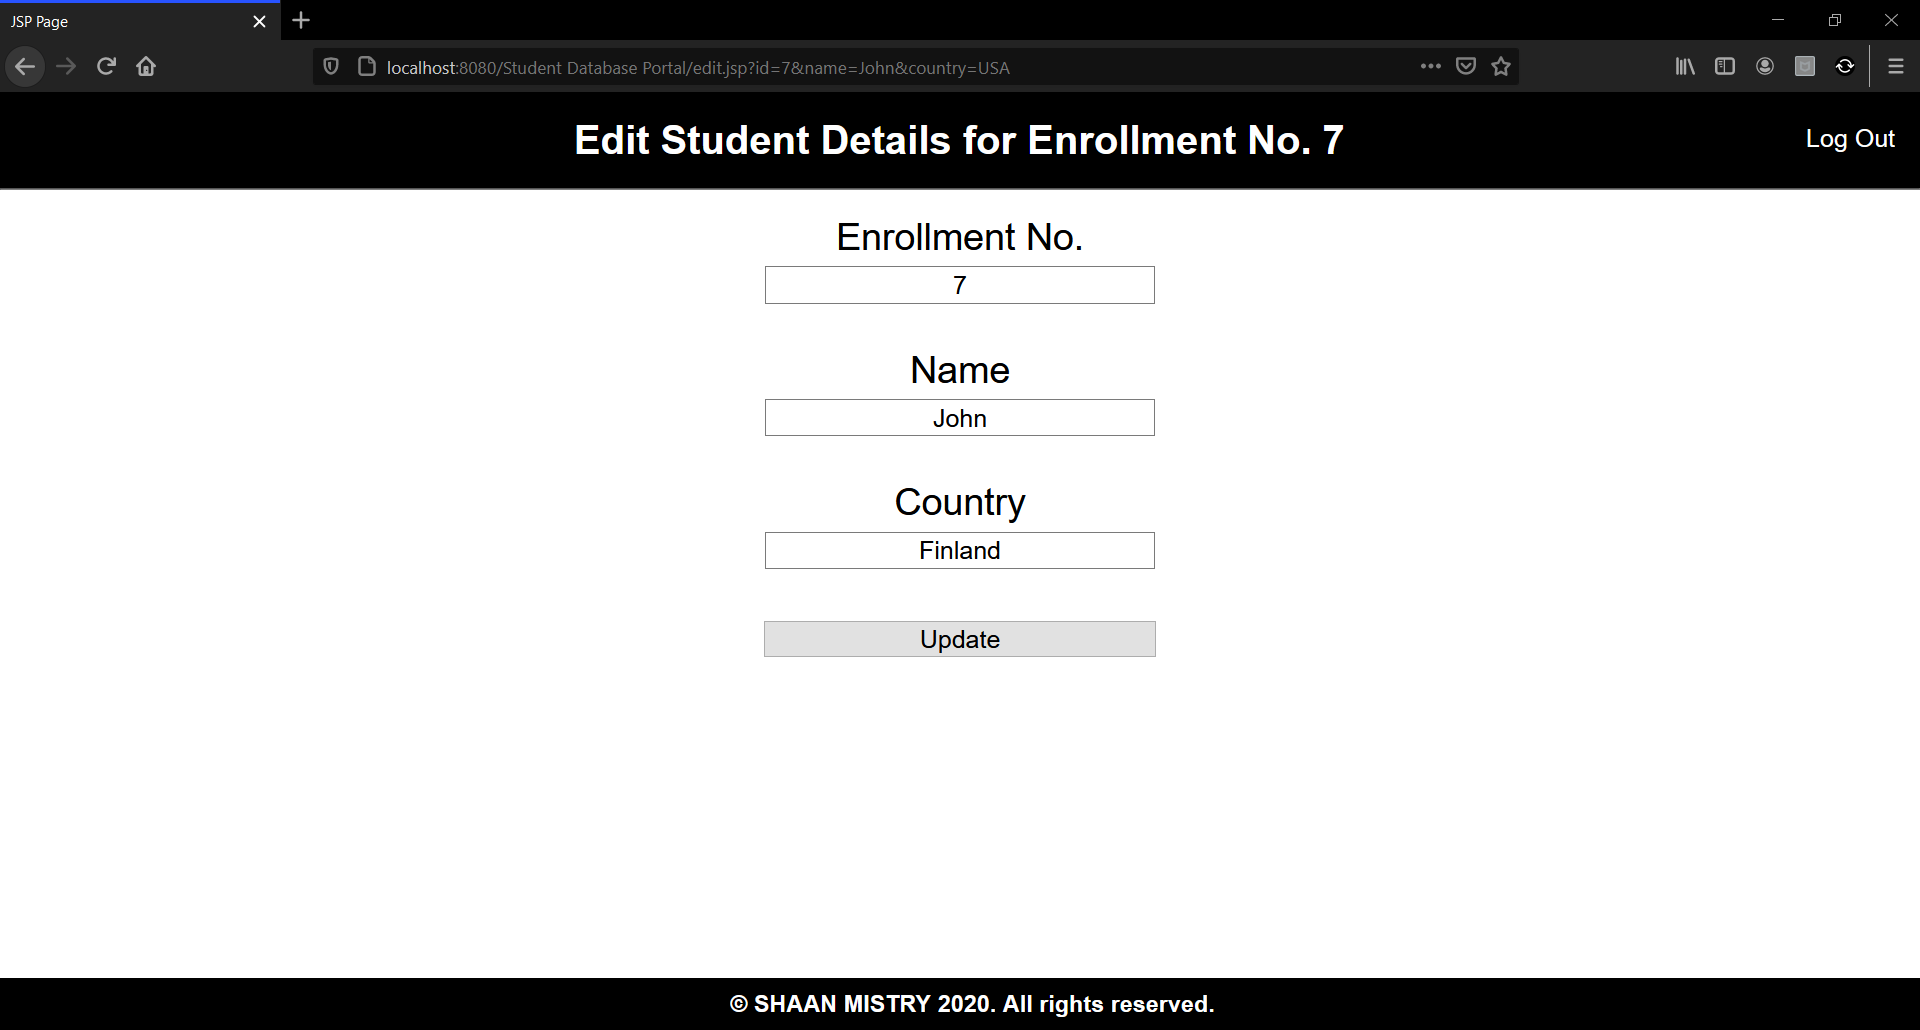 JSP Page
localhost:8080/Student Database Portal/edit.jsp?id=7&name=John&country=USA
Edit Student Details for Enrollment No. 7
Log Out
Enrollment No.
7
Name
John
Country
Finland
Update
© SHAAN MISTRY 2020. All rights reserved.